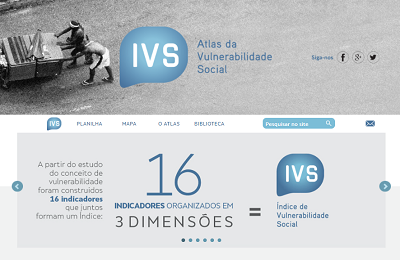 IVS
Atlas da
Vulnerabilidade
Social
Siga-nos
IVS
PLANILHA
MAPA
O ATLAS
BIBLIOTECA
Pesquisar no site
A partir do estudo
do conceito de
vulnerabilidade
foram construídos
16 indicadores
que juntos
formam um Índice:
16
INDICADORES ORGANIZADOS EM
3 DIMENSÕES
=
IVS
Índice de
Vulnerabilidade
Social